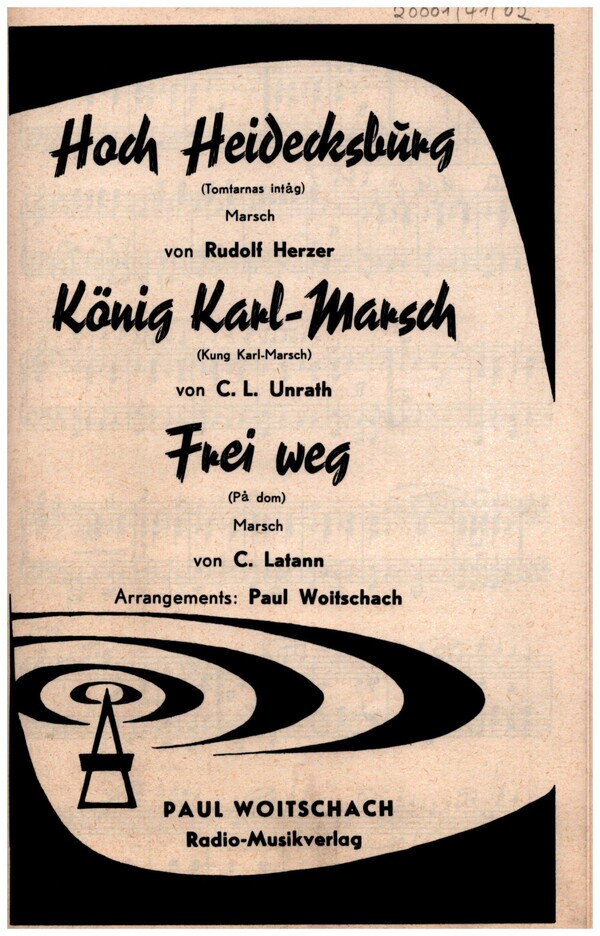 20001/41/02
Hoch Heidecksburg
(Tomtarnas intåg)
Marsch
von Rudolf Herzer
König Karl-Marsch
(Kung Karl-Marsch)
von C. L. Unrath
Frei weg
(På dom)
Marsch
von C. Latann
Arrangements: Paul Woitschach
PAUL WOITSCHACH
Radio-Musikverlag